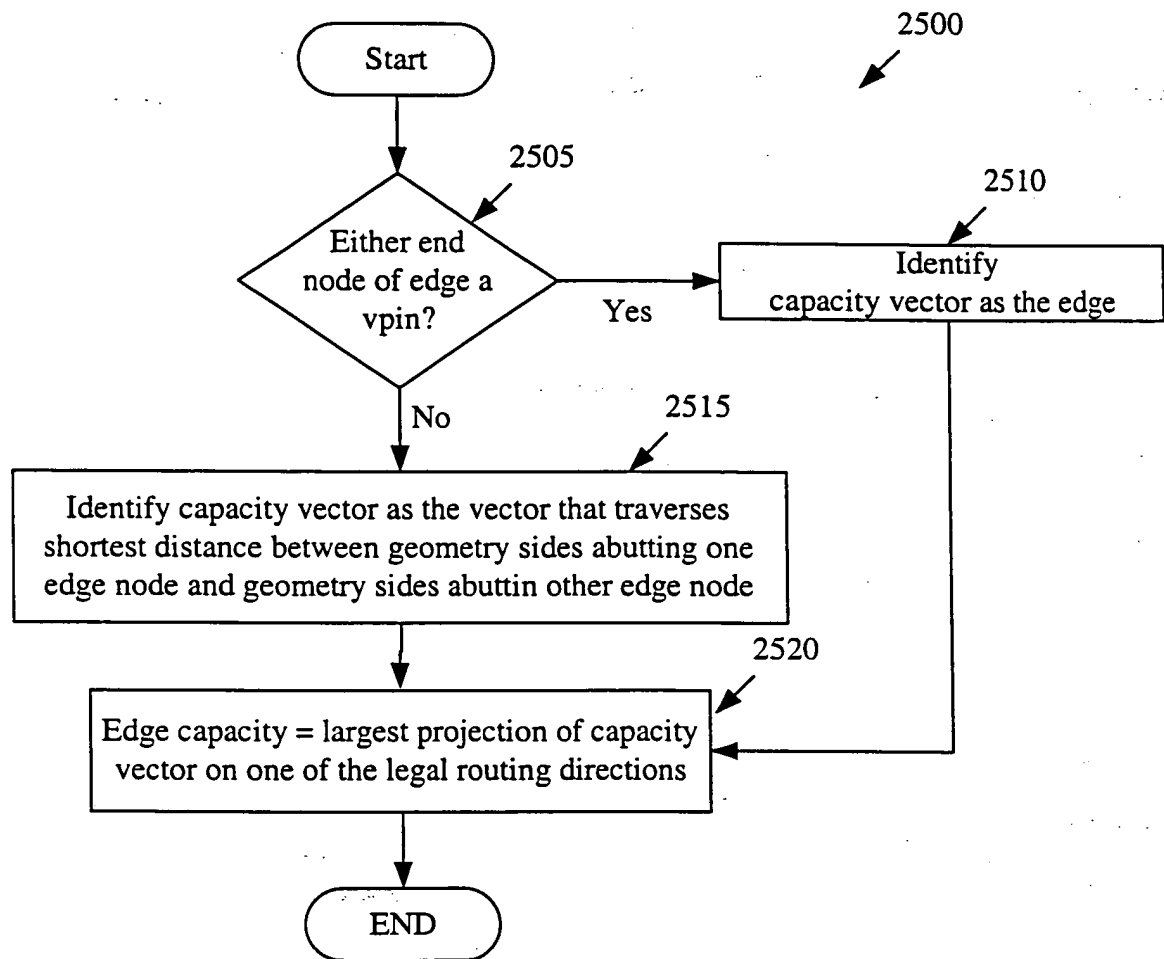 2500
Start
2505
Either end
node of edge a
vpin?
Yes
2510
Identify
capacity vector as the edge
No
2515
Identify capacity vector as the vector that traverses
shortest distance between geometry sides abutting one
edge node and geometry sides abuttin other edge node
2520
Edge capacity = largest projection of capacity
vector on one of the legal routing directions
END